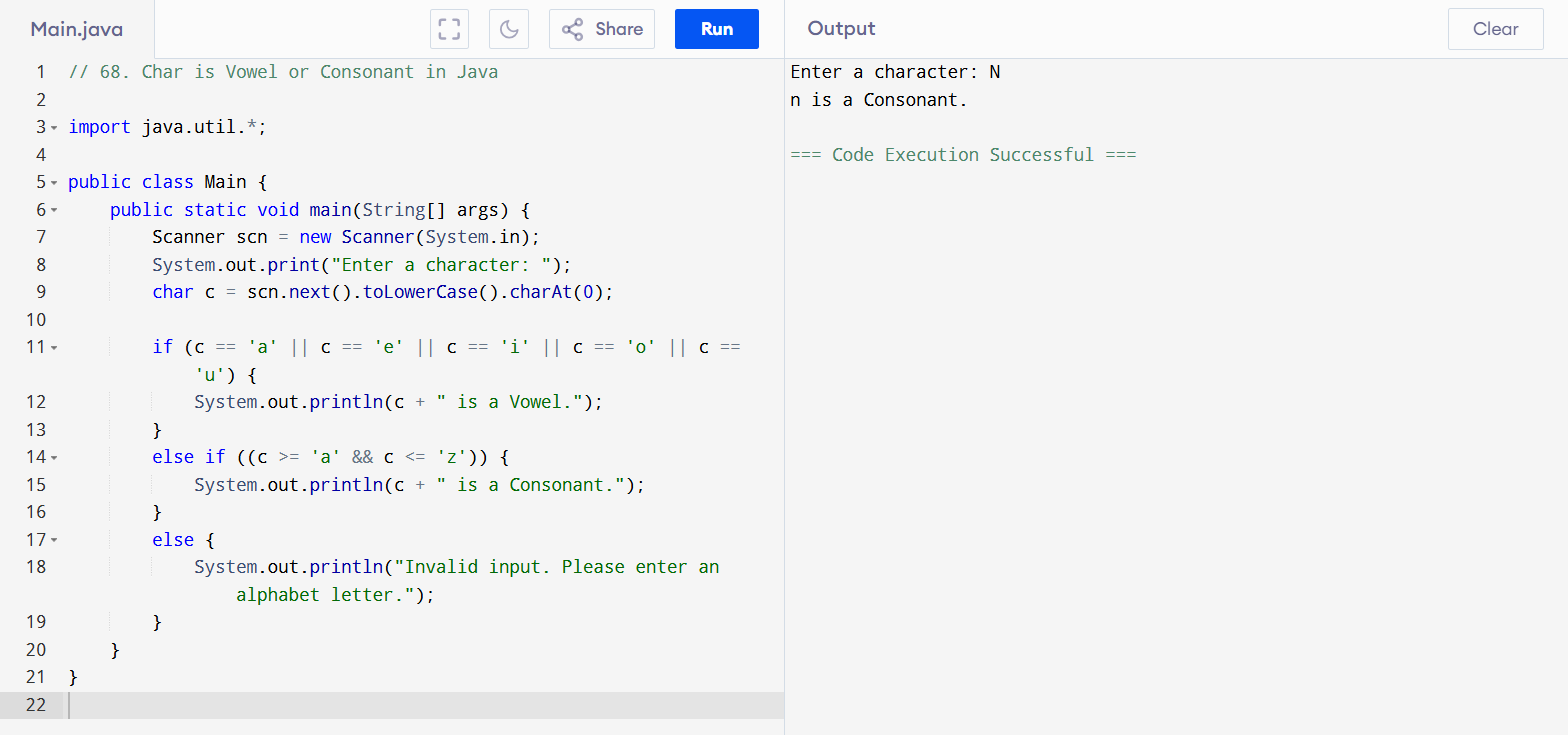 Main.java
Share
Run
Output
Clear
1 // 68. Char is Vowel or Consonant in Java
2
3 import java.util.*;
4
5 public class Main {
6     public static void main(String[] args) {
7         Scanner scn = new Scanner(System.in);
8         System.out.print("Enter a character: ");
9         char c = scn.next().toLowerCase().charAt(0);
10
11         if (c == 'a' || c == 'e' || c == 'i' || c == 'o' || c ==
            'u') {
12             System.out.println(c + " is a Vowel.");
13         }
14         else if ((c >= 'a' && c <= 'z')) {
15             System.out.println(c + " is a Consonant.");
16         }
17         else {
18             System.out.println("Invalid input. Please enter an
                alphabet letter.");
19         }
20     }
21 }
22
Enter a character: N
n is a Consonant.

=== Code Execution Successful ===